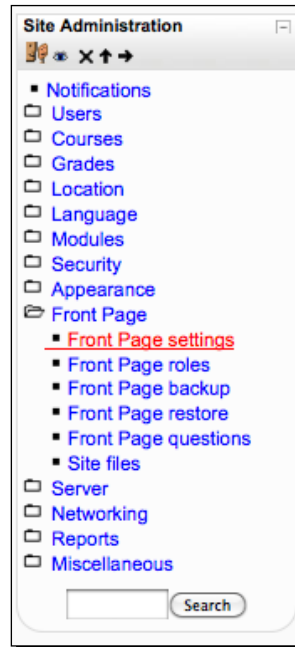 Site Administration
Notifications
Users
Courses
Grades
Location
Language
Modules
Security
Appearance
Front Page
Front Page settings
Front Page roles
Front Page backup
Front Page restore
Front Page questions
Site files
Server
Networking
Reports
Miscellaneous
Search